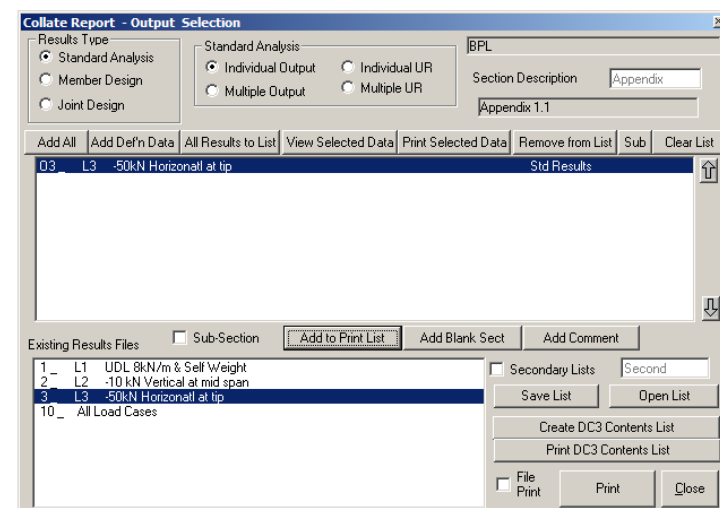 Collate Report - Output Selection
Results Type
Standard Analysis
Member Design
Joint Design
Standard Analysis
Individual Output Individual UR
Multiple Output Multiple UR
BPL
Section Description Appendix
Appendix 1.1
Add All Add Def'n Data All Results to List View Selected Data Print Selected Data Remove from List Sub Clear List
O3_ L3 -50kN Horizonatl at tip Std Results
Existing Results Files Sub-Section Add to Print List Add Blank Sect Add Comment
1_ L1 UDL 8kN/m & Self Weight
2_ L2 -10 kN Vertical at mid span
3_ L3 -50kN Horizonatl at tip
10_ All Load Cases
Secondary Lists Second
Save List Open List
Create DC3 Contents List
Print DC3 Contents List
File Print Print Close